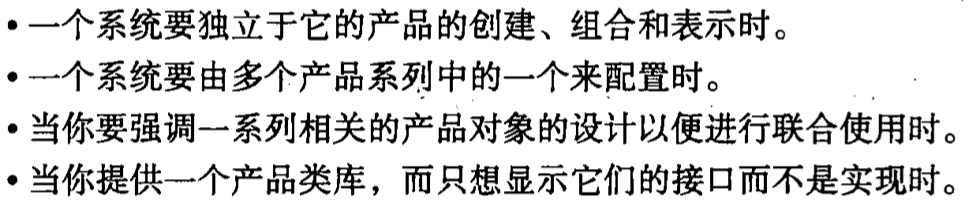 • 一个系统要独立于它的产品的创建、组合和表示时。
• 一个系统要由多个产品系列中的一个来配置时。
• 当你要强调一系列相关的产品对象的设计以便进行联合使用时。
• 当你提供一个产品类库，而只想显示它们的接口而不是实现时。